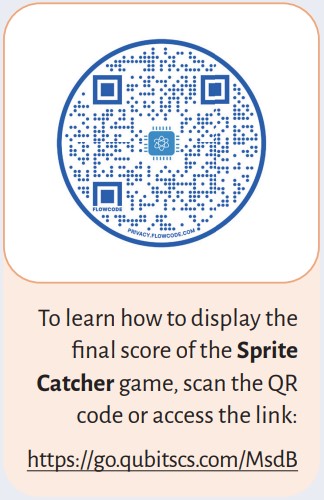 FLOWCODE
PRIVACY.FLOWCODE.COM
To learn how to display the
final score of the Sprite
Catcher game, scan the QR
code or access the link:
https://go.qubitscs.com/MsdB